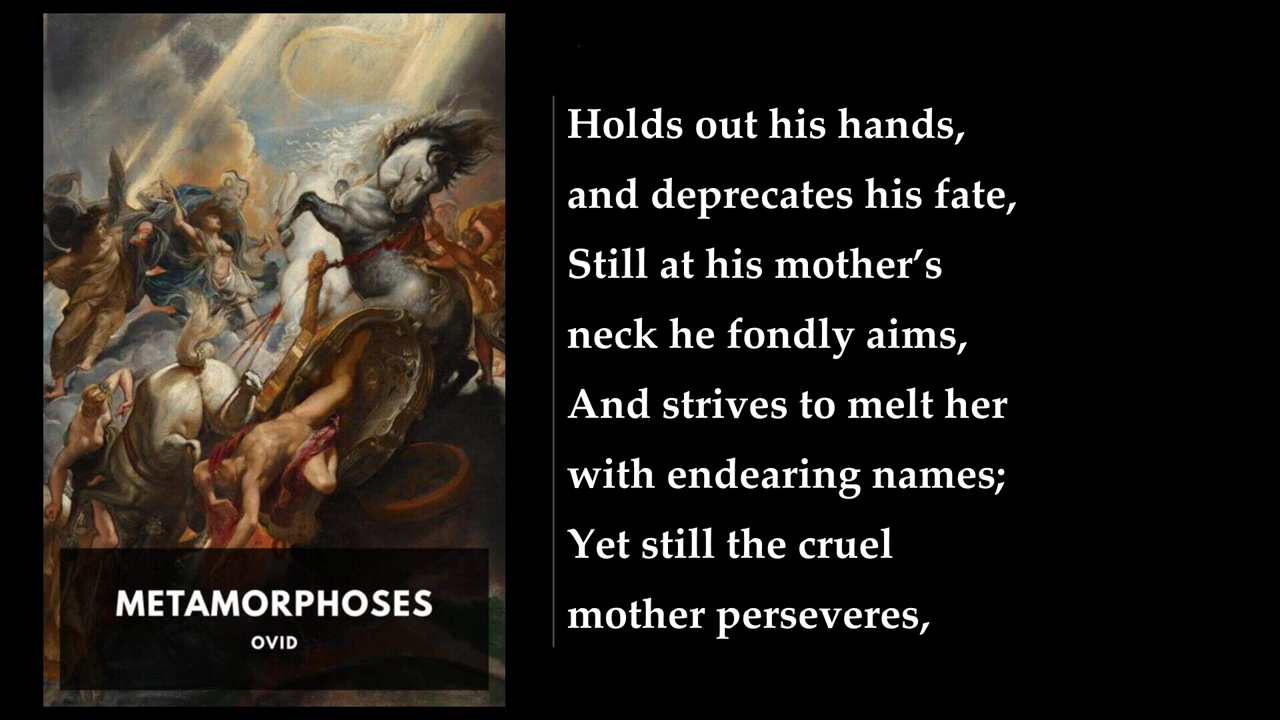 METAMORPHOSES
OVID
Holds out his hands,
and deprecates his fate,
Still at his mother’s
neck he fondly aims,
And strives to melt her
with endearing names;
Yet still the cruel
mother perseveres,